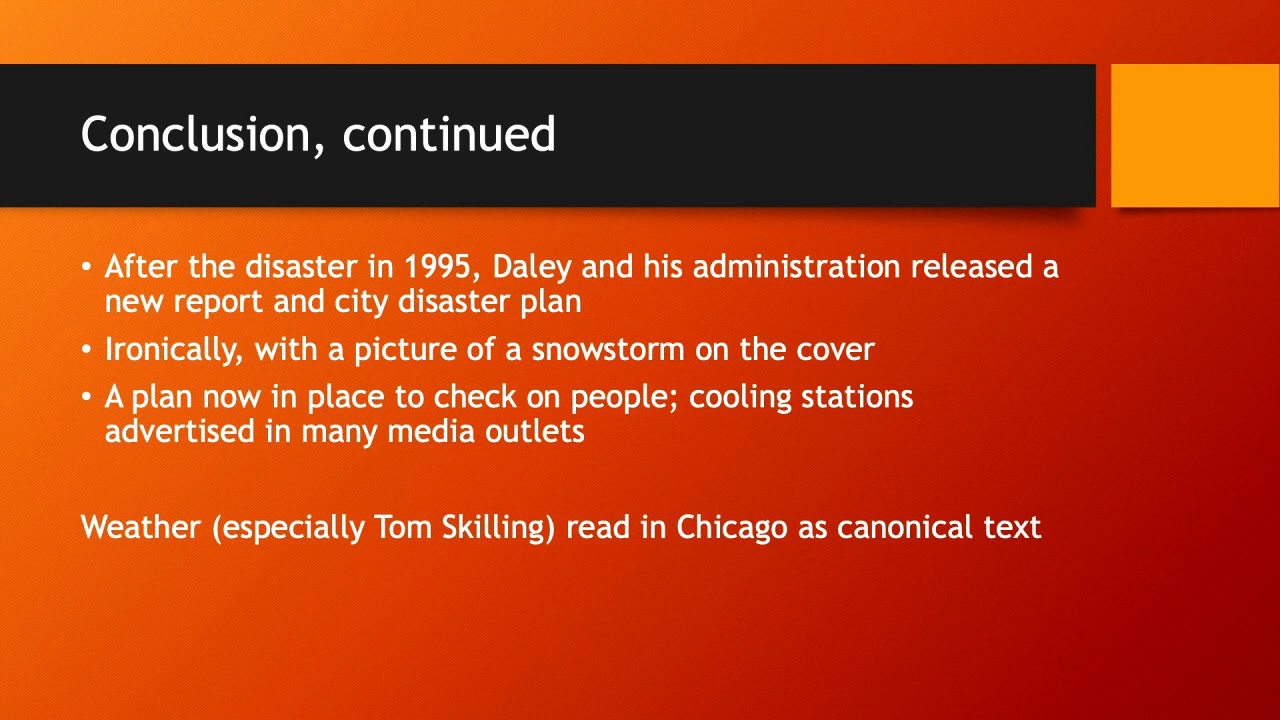 Conclusion, continued
• After the disaster in 1995, Daley and his administration released a
new report and city disaster plan
• Ironically, with a picture of a snowstorm on the cover
• A plan now in place to check on people; cooling stations
advertised in many media outlets
Weather (especially Tom Skilling) read in Chicago as canonical text